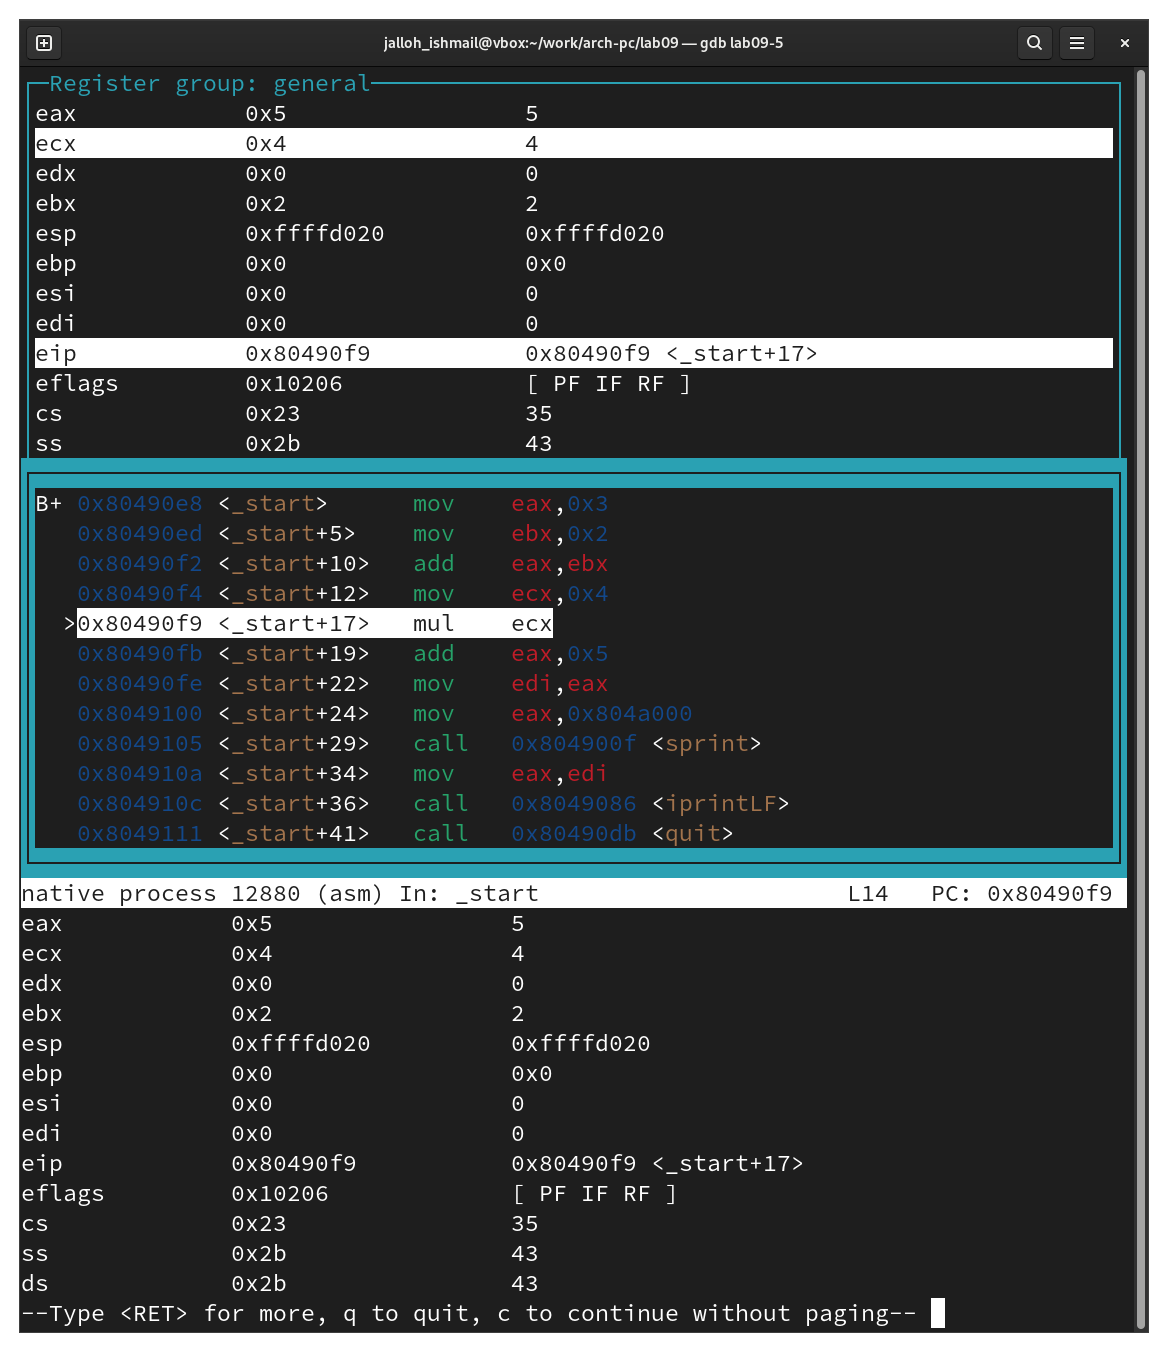 jalloh_ishmail@vbox:~/work/arch-pc/lab09 — gdb lab09-5
Register group: general
eax 0x5 5
ecx 0x4 4
edx 0x0 0
ebx 0x2 2
esp 0xffffd020 0xffffd020
ebp 0x0 0x0
esi 0x0 0
edi 0x0 0
eip 0x80490f9 0x80490f9 <_start+17>
eflags 0x10206 [ PF IF RF ]
cs 0x23 35
ss 0x2b 43
B+ 0x80490e8 <_start> mov eax,0x3
0x80490ed <_start+5> mov ebx,0x2
0x80490f2 <_start+10> add eax,ebx
0x80490f4 <_start+12> mov ecx,0x4
>0x80490f9 <_start+17> mul ecx
0x80490fb <_start+19> add eax,0x5
0x80490fe <_start+22> mov edi,eax
0x8049100 <_start+24> mov eax,0x804a000
0x8049105 <_start+29> call 0x804900f <sprint>
0x804910a <_start+34> mov eax,edi
0x804910c <_start+36> call 0x8049086 <iprintLF>
0x8049111 <_start+41> call 0x80490db <quit>
native process 12880 (asm) In: _start L14 PC: 0x80490f9
eax 0x5 5
ecx 0x4 4
edx 0x0 0
ebx 0x2 2
esp 0xffffd020 0xffffd020
ebp 0x0 0x0
esi 0x0 0
edi 0x0 0
eip 0x80490f9 0x80490f9 <_start+17>
eflags 0x10206 [ PF IF RF ]
cs 0x23 35
ss 0x2b 43
ds 0x2b 43
--Type <RET> for more, q to quit, c to continue without paging--